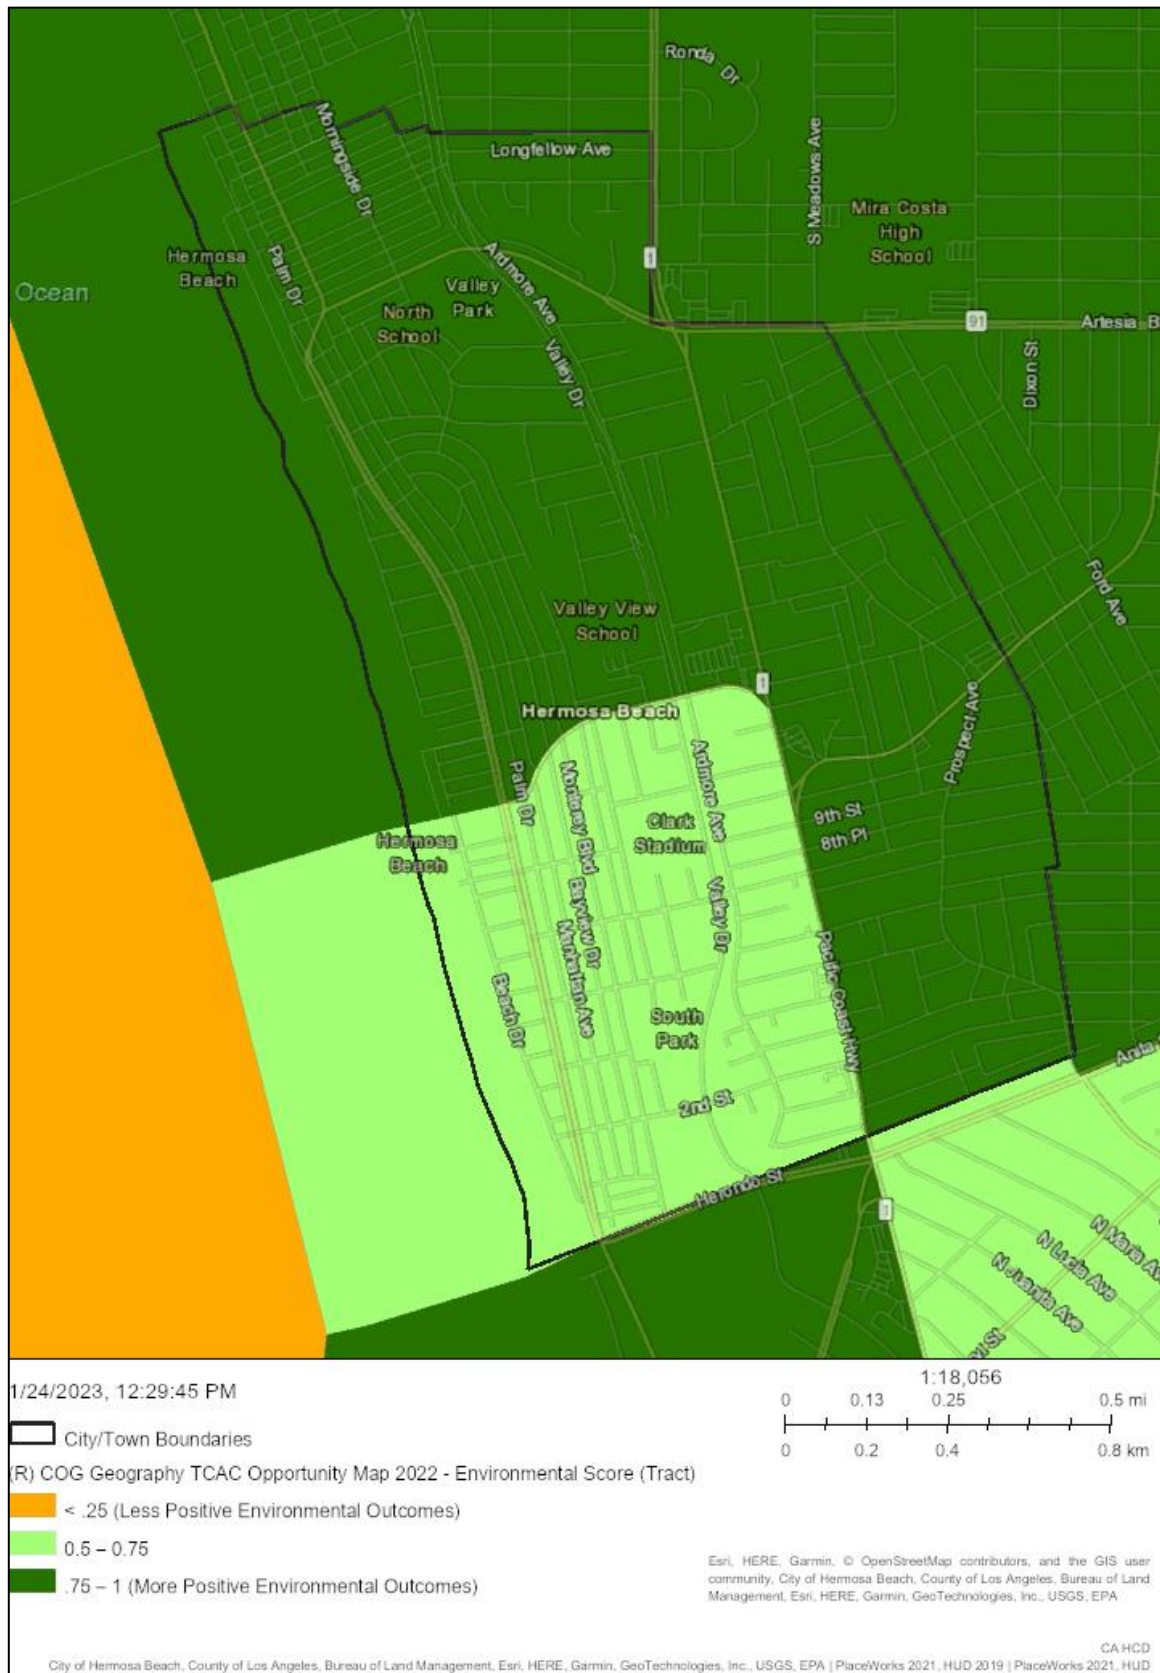 Ronda Dr
Morningside Dr
Longfellow Ave
S Meadows Ave
Mira Costa
High
School
Hermosa
Beach
Palm Dr
Ardmore Ave
1
Ocean
Valley
Park
North
School
91
Artesia B
Valley Dr
Dixon St
Ford Ave
Valley View
School
1
Hermosa Beach
Prospect Ave
Palm Dr
Monterey Blvd
Ardmore Ave
9th St
8th Pl
Clark
Stadium
Hermosa
Beach
Bayview Dr
Valley Dr
Manhattan Ave
Pacific Coast Hwy
Beach Dr
South
Park
2nd St
Anita
Herondo St
1
N Maria Av
N Lucia Ave
N Juanita Ave
St
1/24/2023, 12:29:45 PM
1:18,056
0 0.13 0.25 0.5 mi
0 0.2 0.4 0.8 km
City/Town Boundaries
(R) COG Geography TCAC Opportunity Map 2022 - Environmental Score (Tract)
< .25 (Less Positive Environmental Outcomes)
0.5 – 0.75
.75 – 1 (More Positive Environmental Outcomes)
Esri, HERE, Garmin, © OpenStreetMap contributors, and the GIS user
community, City of Hermosa Beach, County of Los Angeles, Bureau of Land
Management, Esri, HERE, Garmin, GeoTechnologies, Inc., USGS, EPA
CA HCD
City of Hermosa Beach, County of Los Angeles, Bureau of Land Management, Esri, HERE, Garmin, GeoTechnologies, Inc., USGS, EPA | PlaceWorks 2021, HUD 2019 | PlaceWorks 2021, HUD